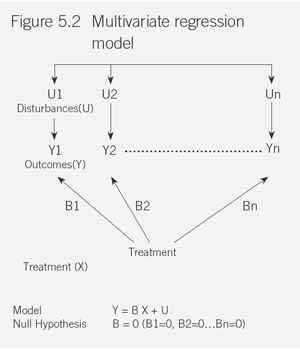 Figure 5.2 Multivariate regression
model
U1 U2 Un
Disturbances(U)
Y1 Y2 ........................... Yn
Outcomes(Y)
B1 B2 Bn
Treatment
Treatment (X)
Model Y = B X + U
Null Hypothesis B = 0 (B1=0, B2=0...Bn=0)